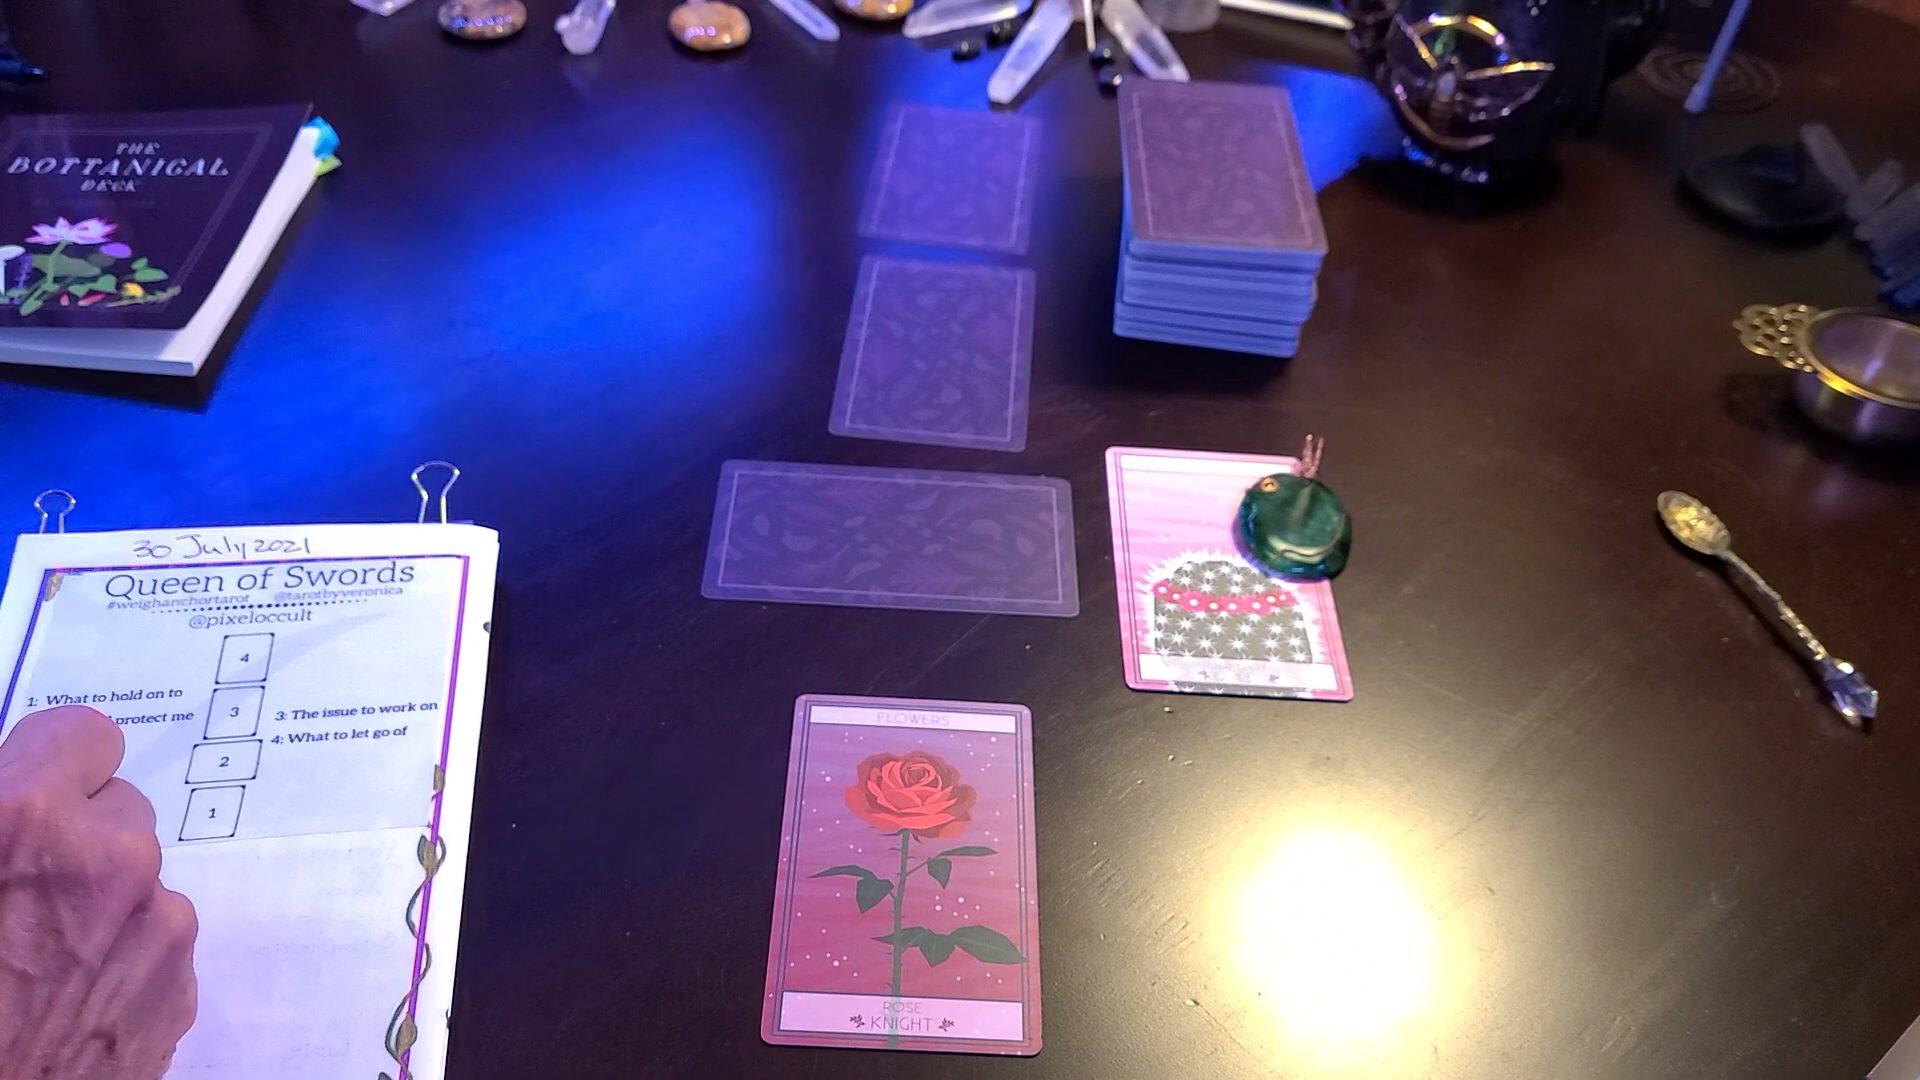 THE
BOTTANICAL
DECK
30 July 2021
Queen of Swords
#weighanchortarot @tarotbyveronica
@pixeloccult
4
1: What to hold on to
protect me
3
3: The issue to work on
4: What to let go of
2
1
FLOWERS
ROSE
KNIGHT